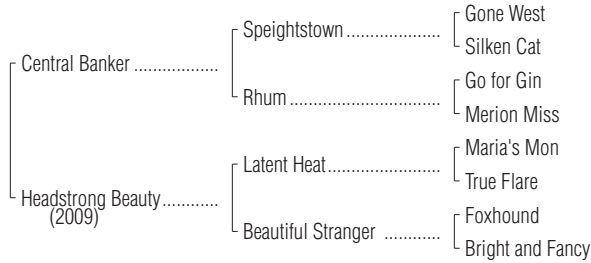 Gone West
Speightstown ...................
Silken Cat
Central Banker .................
Go for Gin
Rhum ..............................
Merion Miss
Maria's Mon
Latent Heat.......................
True Flare
Headstrong Beauty............
(2009)
Foxhound
Beautiful Stranger ............
Bright and Fancy